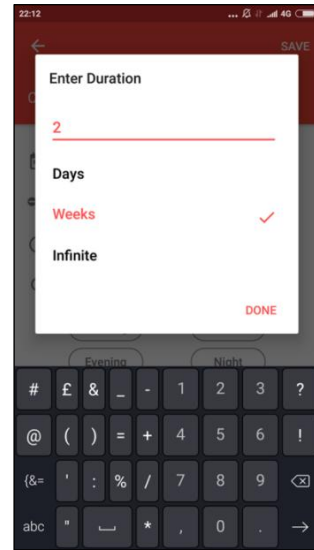 22:12 ... 4G
SAVE
Enter Duration
2
Days
Weeks
Infinite
DONE
Evening Night
# £ & _ - 1 2 3 ?
@ ( ) = + 4 5 6 !
{&= ' : % / 7 8 9
abc " * , 0 .